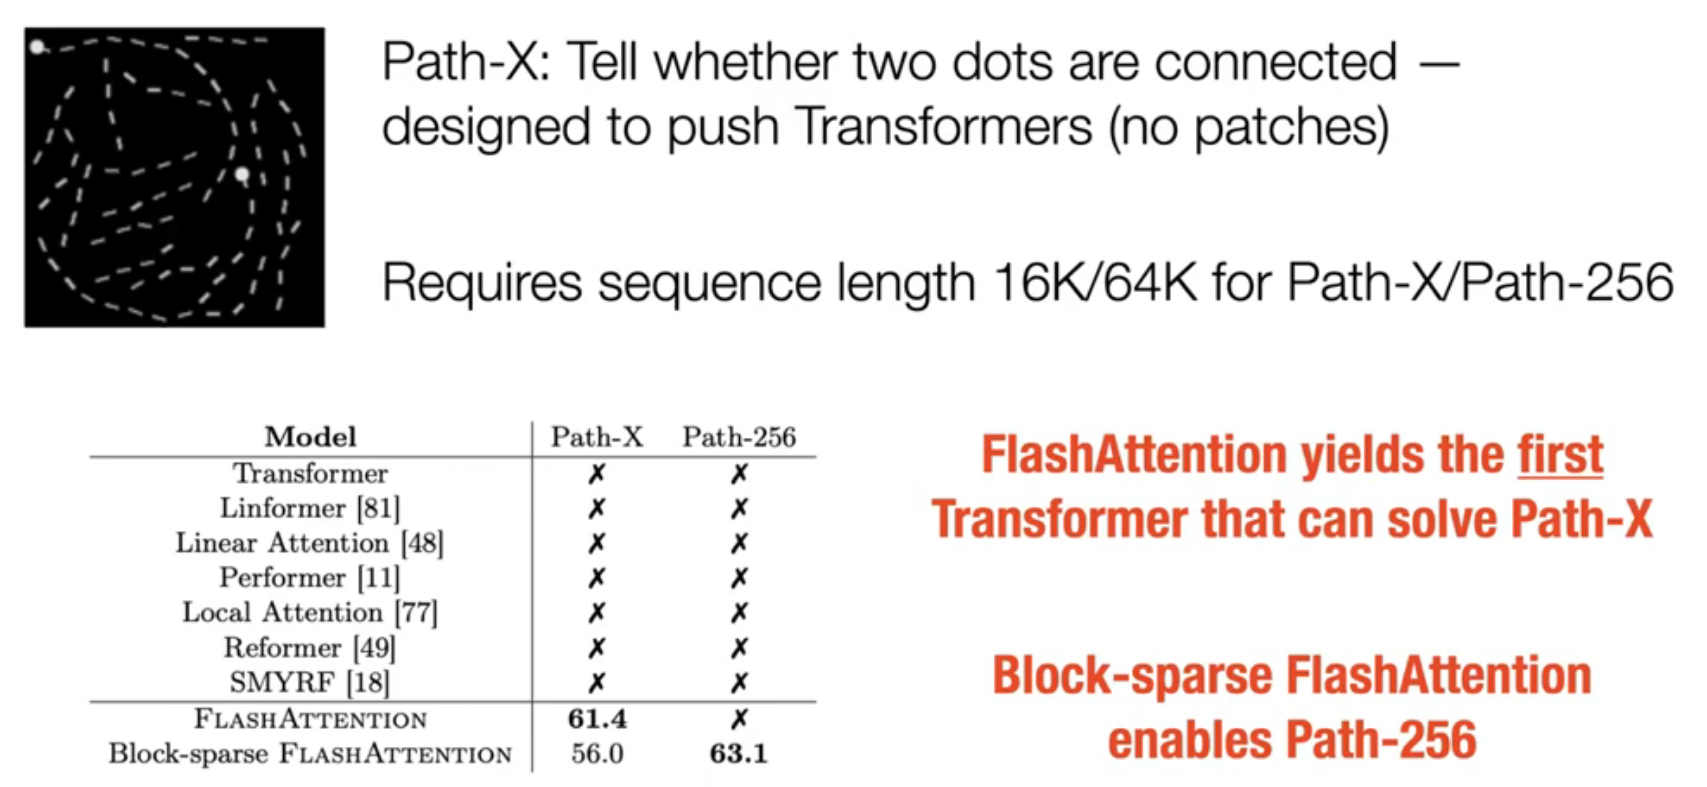 Path-X: Tell whether two dots are connected —
designed to push Transformers (no patches)
Requires sequence length 16K/64K for Path-X/Path-256
Model Path-X Path-256
Transformer ✗ ✗
Linformer [81] ✗ ✗
Linear Attention [48] ✗ ✗
Performer [11] ✗ ✗
Local Attention [77] ✗ ✗
Reformer [49] ✗ ✗
SMYRF [18] ✗ ✗
FLASHATTENTION 61.4 ✗
Block-sparse FLASHATTENTION 56.0 63.1
FlashAttention yields the first
Transformer that can solve Path-X
Block-sparse FlashAttention
enables Path-256